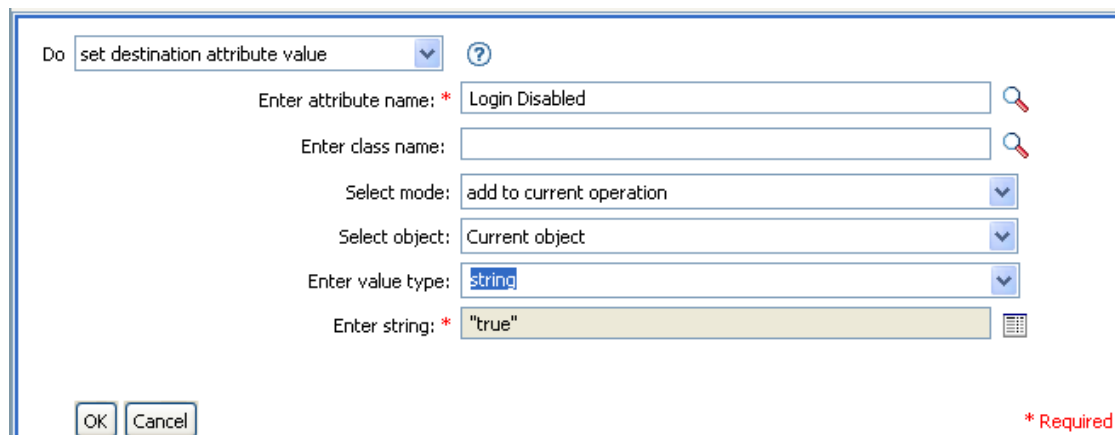 Do set destination attribute value ?
Enter attribute name: * Login Disabled
Enter class name:
Select mode: add to current operation
Select object: Current object
Enter value type: string
Enter string: * "true"
OK Cancel * Required